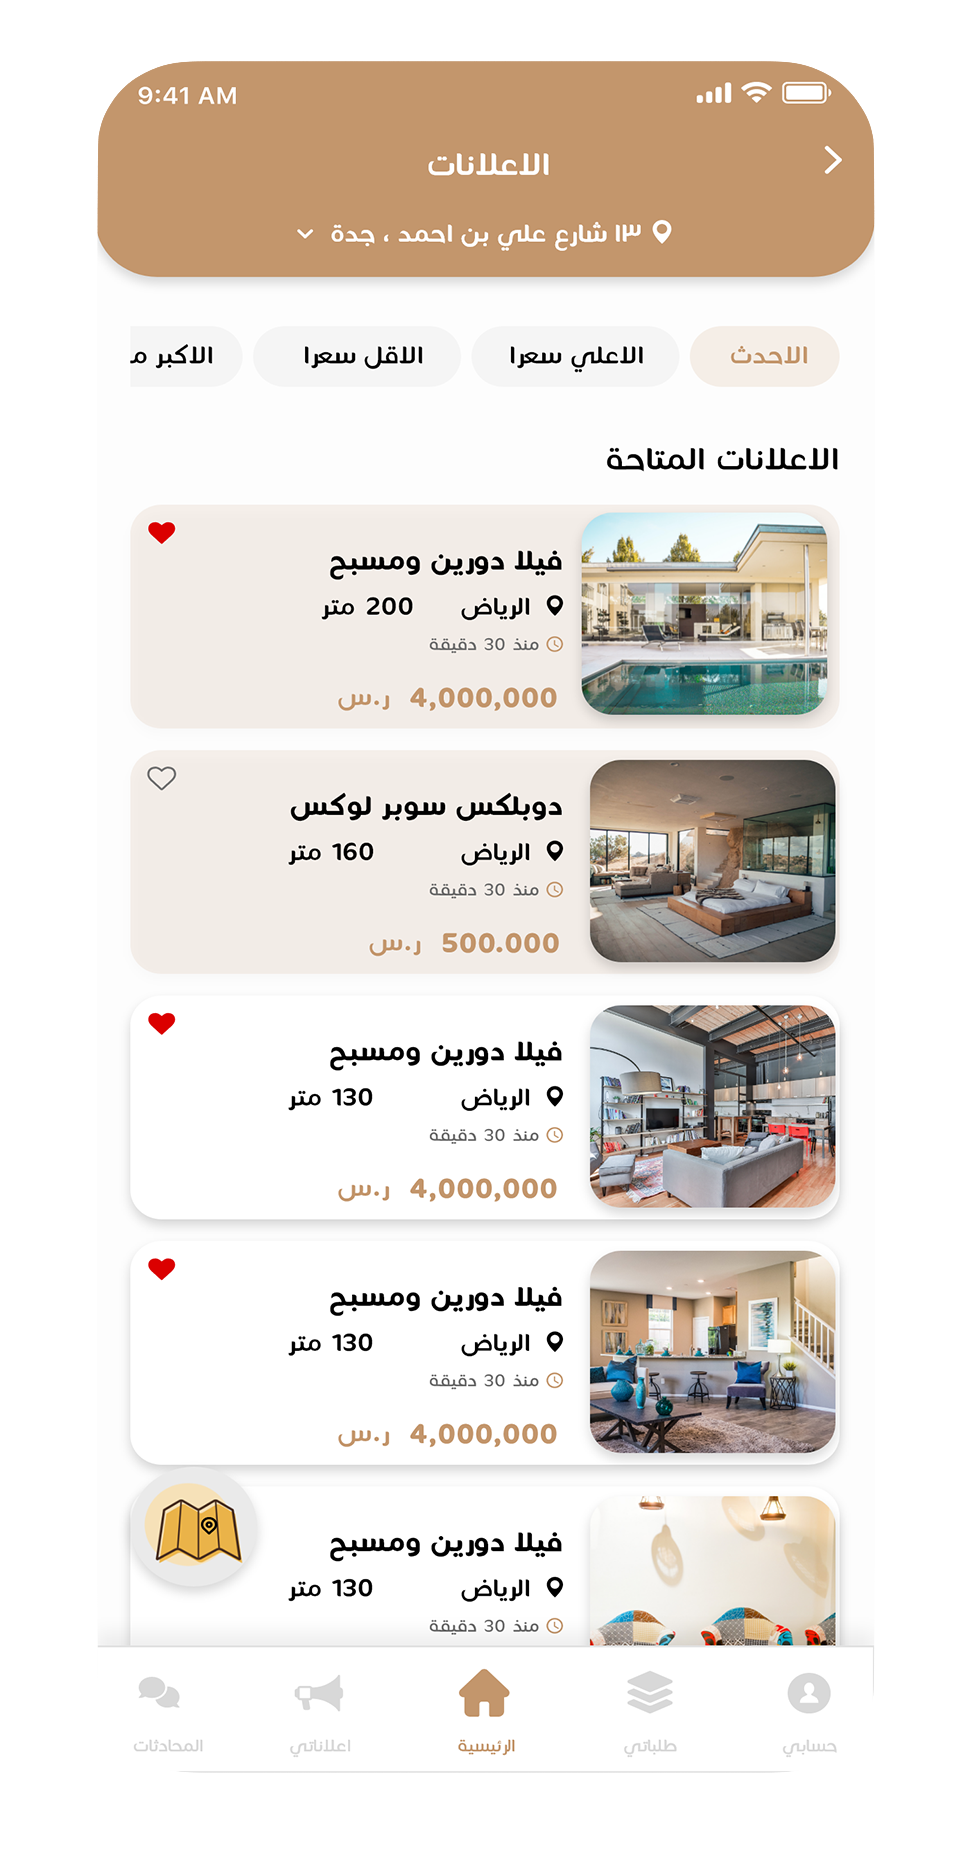 9:41 AM
الاعلانات
١٣ شارع علي بن احمد ، جدة
الاحدث
الاعلي سعرا
الاقل سعرا
الاكبر م
الاعلانات المتاحة
فيلا دورين ومسبح
الرياض 200 متر
منذ 30 دقيقة
4,000,000 ر.س
دوبلكس سوبر لوكس
الرياض 160 متر
منذ 30 دقيقة
500.000 ر.س
فيلا دورين ومسبح
الرياض 130 متر
منذ 30 دقيقة
4,000,000 ر.س
فيلا دورين ومسبح
الرياض 130 متر
منذ 30 دقيقة
4,000,000 ر.س
فيلا دورين ومسبح
الرياض 130 متر
منذ 30 دقيقة
حسابي
طلباتي
الرئيسية
اعلاناتي
المحادثات